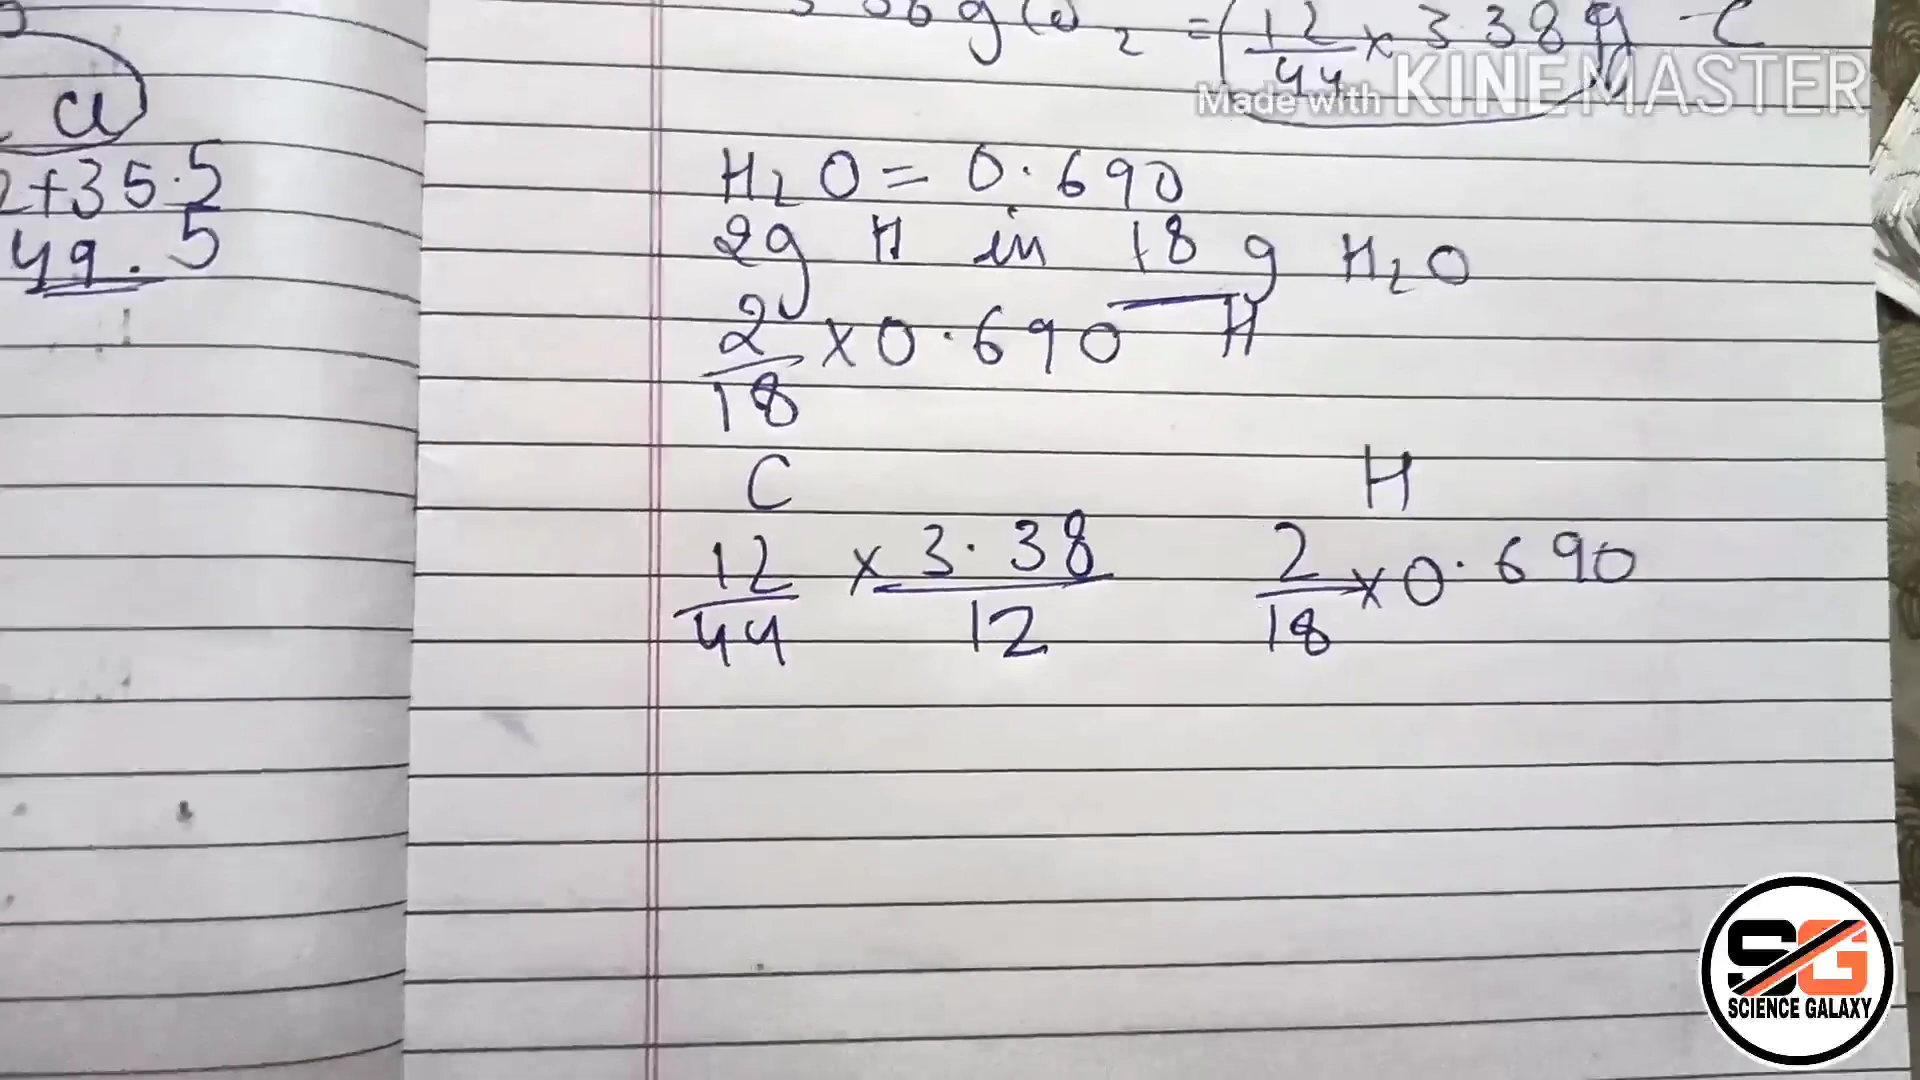 g CO2 = (12/44 × 3.38 g) C
Made with KINEMASTER
Cl
2+35.5
49.5
H2O = 0.690
2g H in 18 g H2O
2/18 × 0.690 H
C H
12/44 × 3.38/12 2/18 × 0.690
SG
SCIENCE GALAXY